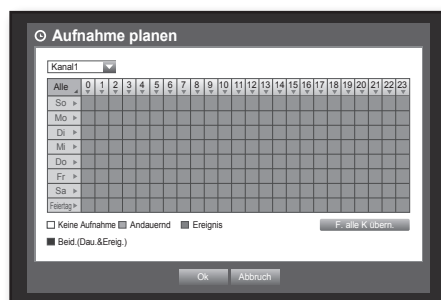 Aufnahme planen
Kanal1
Alle 0 1 2 3 4 5 6 7 8 9 10 11 12 13 14 15 16 17 18 19 20 21 22 23
So
Mo
Di
Mi
Do
Fr
Sa
Feiertag
Keine Aufnahme Andauernd Ereignis F. alle K übern.
Beid.(Dau.&Ereig.)
Ok Abbruch